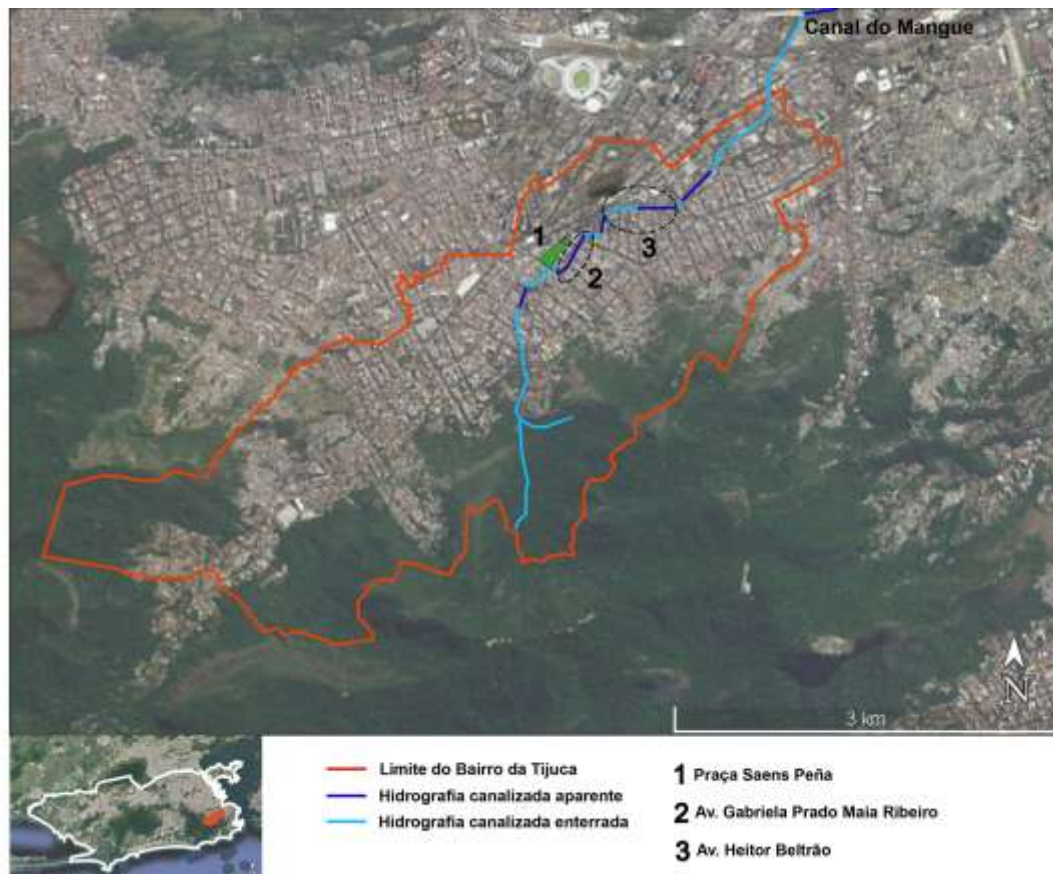 Canal do Mangue
1
2
3
N
3 km
Limite do Bairro da Tijuca
Hidrografia canalizada aparente
Hidrografia canalizada enterrada
1 Praça Saens Peña
2 Av. Gabriela Prado Maia Ribeiro
3 Av. Heitor Beltrão